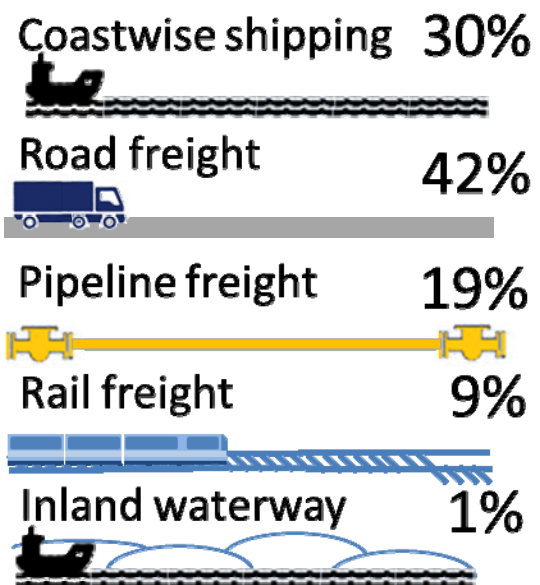 Coastwise shipping 30%
Road freight 42%
Pipeline freight 19%
Rail freight 9%
Inland waterway 1%